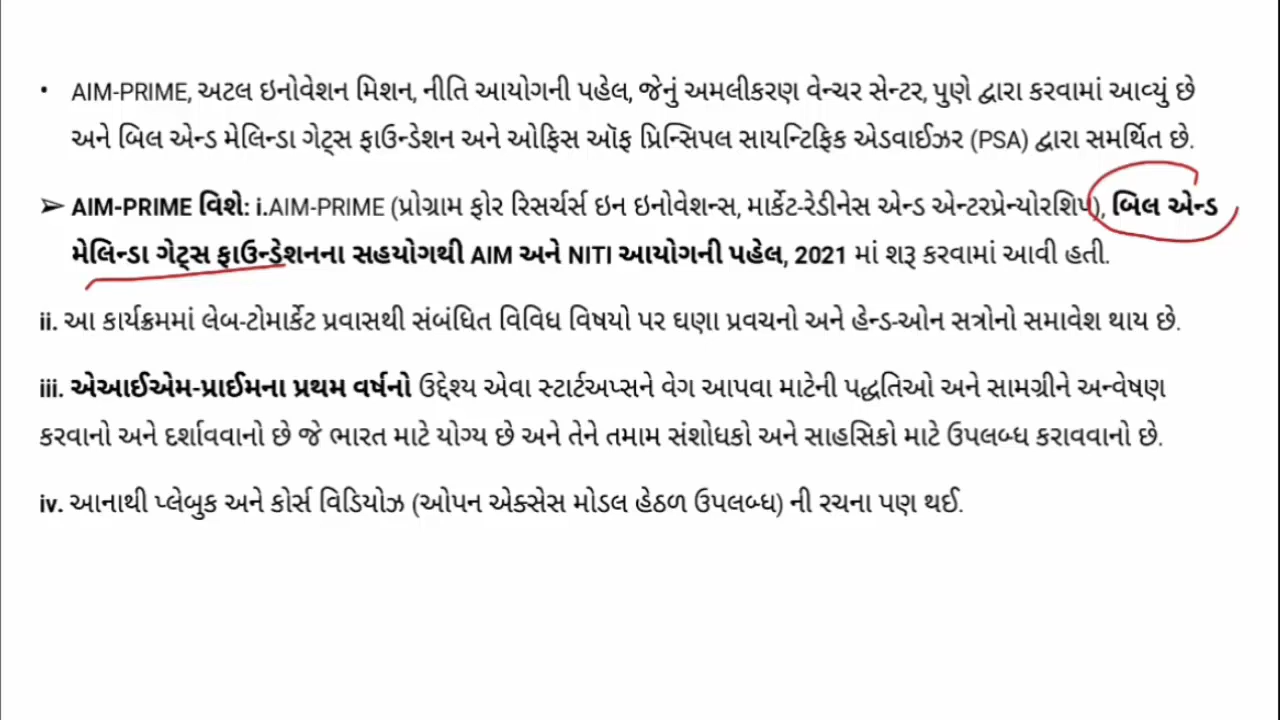 • AIM-PRIME, અટલ ઇનોવેશન મિશન, નીતિ આયોગની પહેલ, જેનું અમલીકરણ વેન્ચર સેન્ટર, પુણે દ્વારા કરવામાં આવ્યું છે
અને બિલ એન્ડ મેલિન્ડા ગેટ્સ ફાઉન્ડેશન અને ઓફિસ ઑફ પ્રિન્સિપલ સાયન્ટિફિક એડવાઈઝર (PSA) દ્વારા સમર્થિત છે.
➢ AIM-PRIME વિશે: i.AIM-PRIME (પ્રોગ્રામ ફોર રિસર્ચર્સ ઇન ઇનોવેશન્સ, માર્કેટ-રેડીનેસ એન્ડ એન્ટરપ્રેન્યોરશિપ), બિલ એન્ડ
મેલિન્ડા ગેટ્સ ફાઉન્ડેશનના સહયોગથી AIM અને NITI આયોગની પહેલ, 2021 માં શરૂ કરવામાં આવી હતી.
ii. આ કાર્યક્રમમાં લેબ-ટોમાર્કેટ પ્રવાસથી સંબંધિત વિવિધ વિષયો પર ઘણા પ્રવચનો અને હેન્ડ-ઓન સત્રોનો સમાવેશ થાય છે.
iii. એઆઈએમ-પ્રાઈમના પ્રથમ વર્ષનો ઉદ્દેશ્ય એવા સ્ટાર્ટઅપ્સને વેગ આપવા માટેની પદ્ધતિઓ અને સામગ્રીને અન્વેષણ
કરવાનો અને દર્શાવવાનો છે જે ભારત માટે યોગ્ય છે અને તેને તમામ સંશોધકો અને સાહસિકો માટે ઉપલબ્ધ કરાવવાનો છે.
iv. આનાથી પ્લેબુક અને કોર્સ વિડિયોઝ (ઓપન એક્સેસ મોડલ હેઠળ ઉપલબ્ધ) ની રચના પણ થઈ.